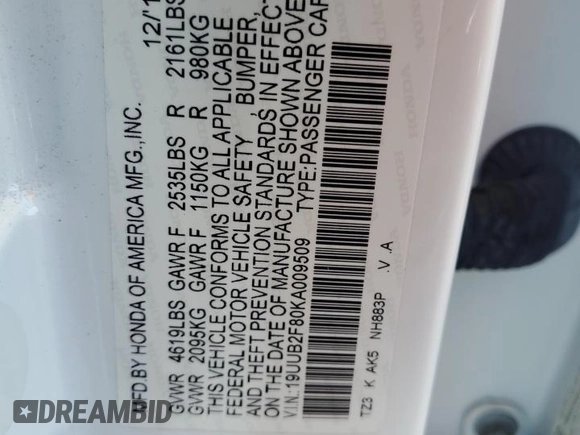 MFD.BY HONDA OF AMERICA MFG.,INC. 12/1
GVWR 4619LBS GAWR F 2535LBS R 2161LBS
GVWR 2095KG GAWR F 1150KG R 980KG
THIS VEHICLE CONFORMS TO ALL APPLICABLE
FEDERAL MOTOR VEHICLE SAFETY , BUMPER,
AND THEFT PREVENTION STANDARDS IN EFFECT
ON THE DATE OF MANUFACTURE SHOWN ABOVE
V.I.N.:19UUB2F80KA009509 TYPE:PASSENGER CAR
TZ3 K AK5 NH883P .V .A
HONDA
DREAMBID